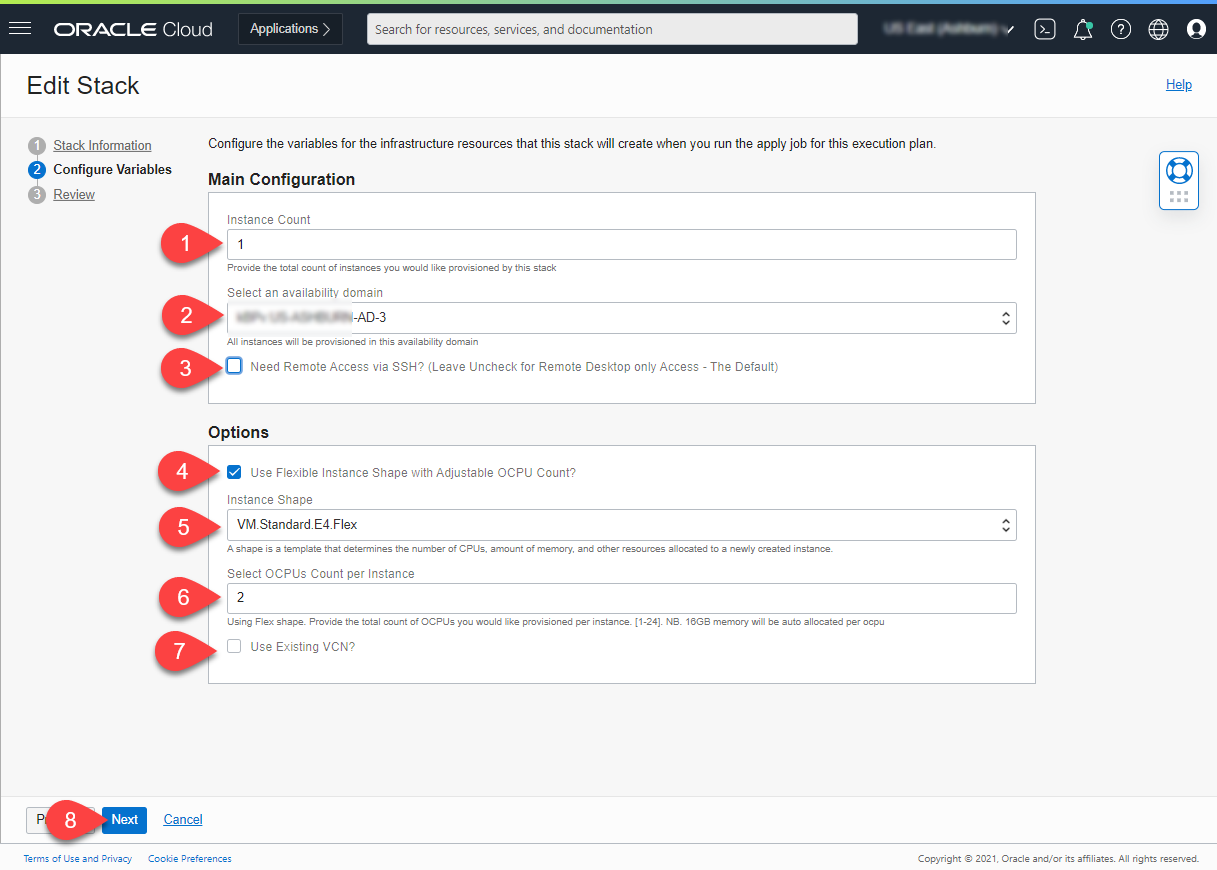 ORACLE Cloud
Applications
Search for resources, services, and documentation
Edit Stack
Help
1 Stack Information
2 Configure Variables
3 Review
Configure the variables for the infrastructure resources that this stack will create when you run the apply job for this execution plan.
Main Configuration
Instance Count
1
1
Provide the total count of instances you would like provisioned by this stack
Select an availability domain
2
-AD-3
All instances will be provisioned in this availability domain
3
Need Remote Access via SSH? (Leave Uncheck for Remote Desktop only Access - The Default)
Options
4
Use Flexible Instance Shape with Adjustable OCPU Count?
Instance Shape
5
VM.Standard.E4.Flex
A shape is a template that determines the number of CPUs, amount of memory, and other resources allocated to a newly created instance.
Select OCPUs Count per Instance
6
2
Using Flex shape. Provide the total count of OCPUs you would like provisioned per instance. [1-24]. NB. 16GB memory will be auto allocated per ocpu
7
Use Existing VCN?
8
Next
Cancel
Terms of Use and Privacy
Cookie Preferences
Copyright © 2021, Oracle and/or its affiliates. All rights reserved.